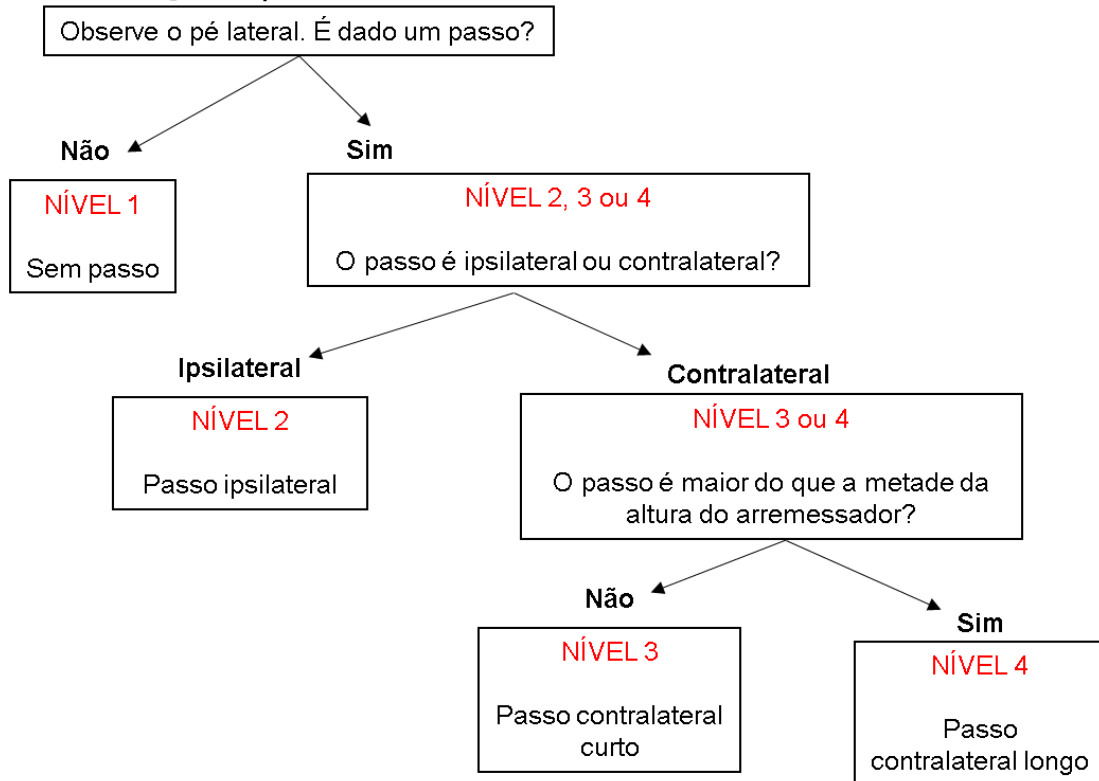 Observe o pé lateral. É dado um passo?
Não
Sim
NÍVEL 1
Sem passo
NÍVEL 2, 3 ou 4
O passo é ipsilateral ou contralateral?
Ipsilateral
Contralateral
NÍVEL 2
Passo ipsilateral
NÍVEL 3 ou 4
O passo é maior do que a metade da
altura do arremessador?
Não
Sim
NÍVEL 3
Passo contralateral
curto
NÍVEL 4
Passo
contralateral longo